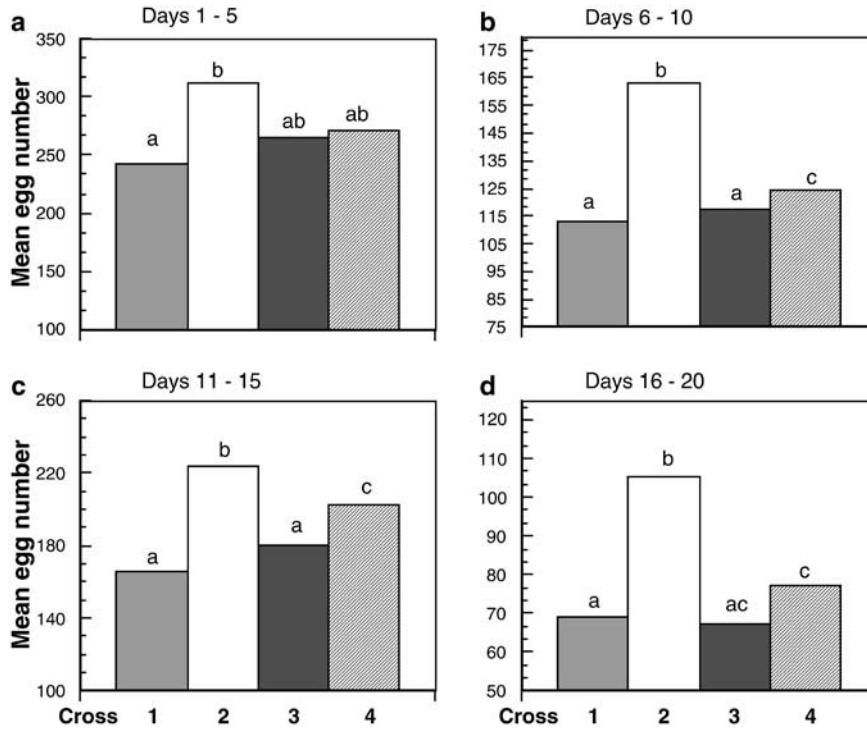 a Days 1 - 5
Mean egg number
350
300
250
200
150
100
a
b
ab
ab
b Days 6 - 10
175
165
155
145
135
125
115
105
95
85
75
a
b
a
c
c Days 11 - 15
Mean egg number
260
220
180
140
100
a
b
a
c
Cross 1 2 3 4
d Days 16 - 20
120
110
100
90
80
70
60
50
a
b
ac
c
Cross 1 2 3 4